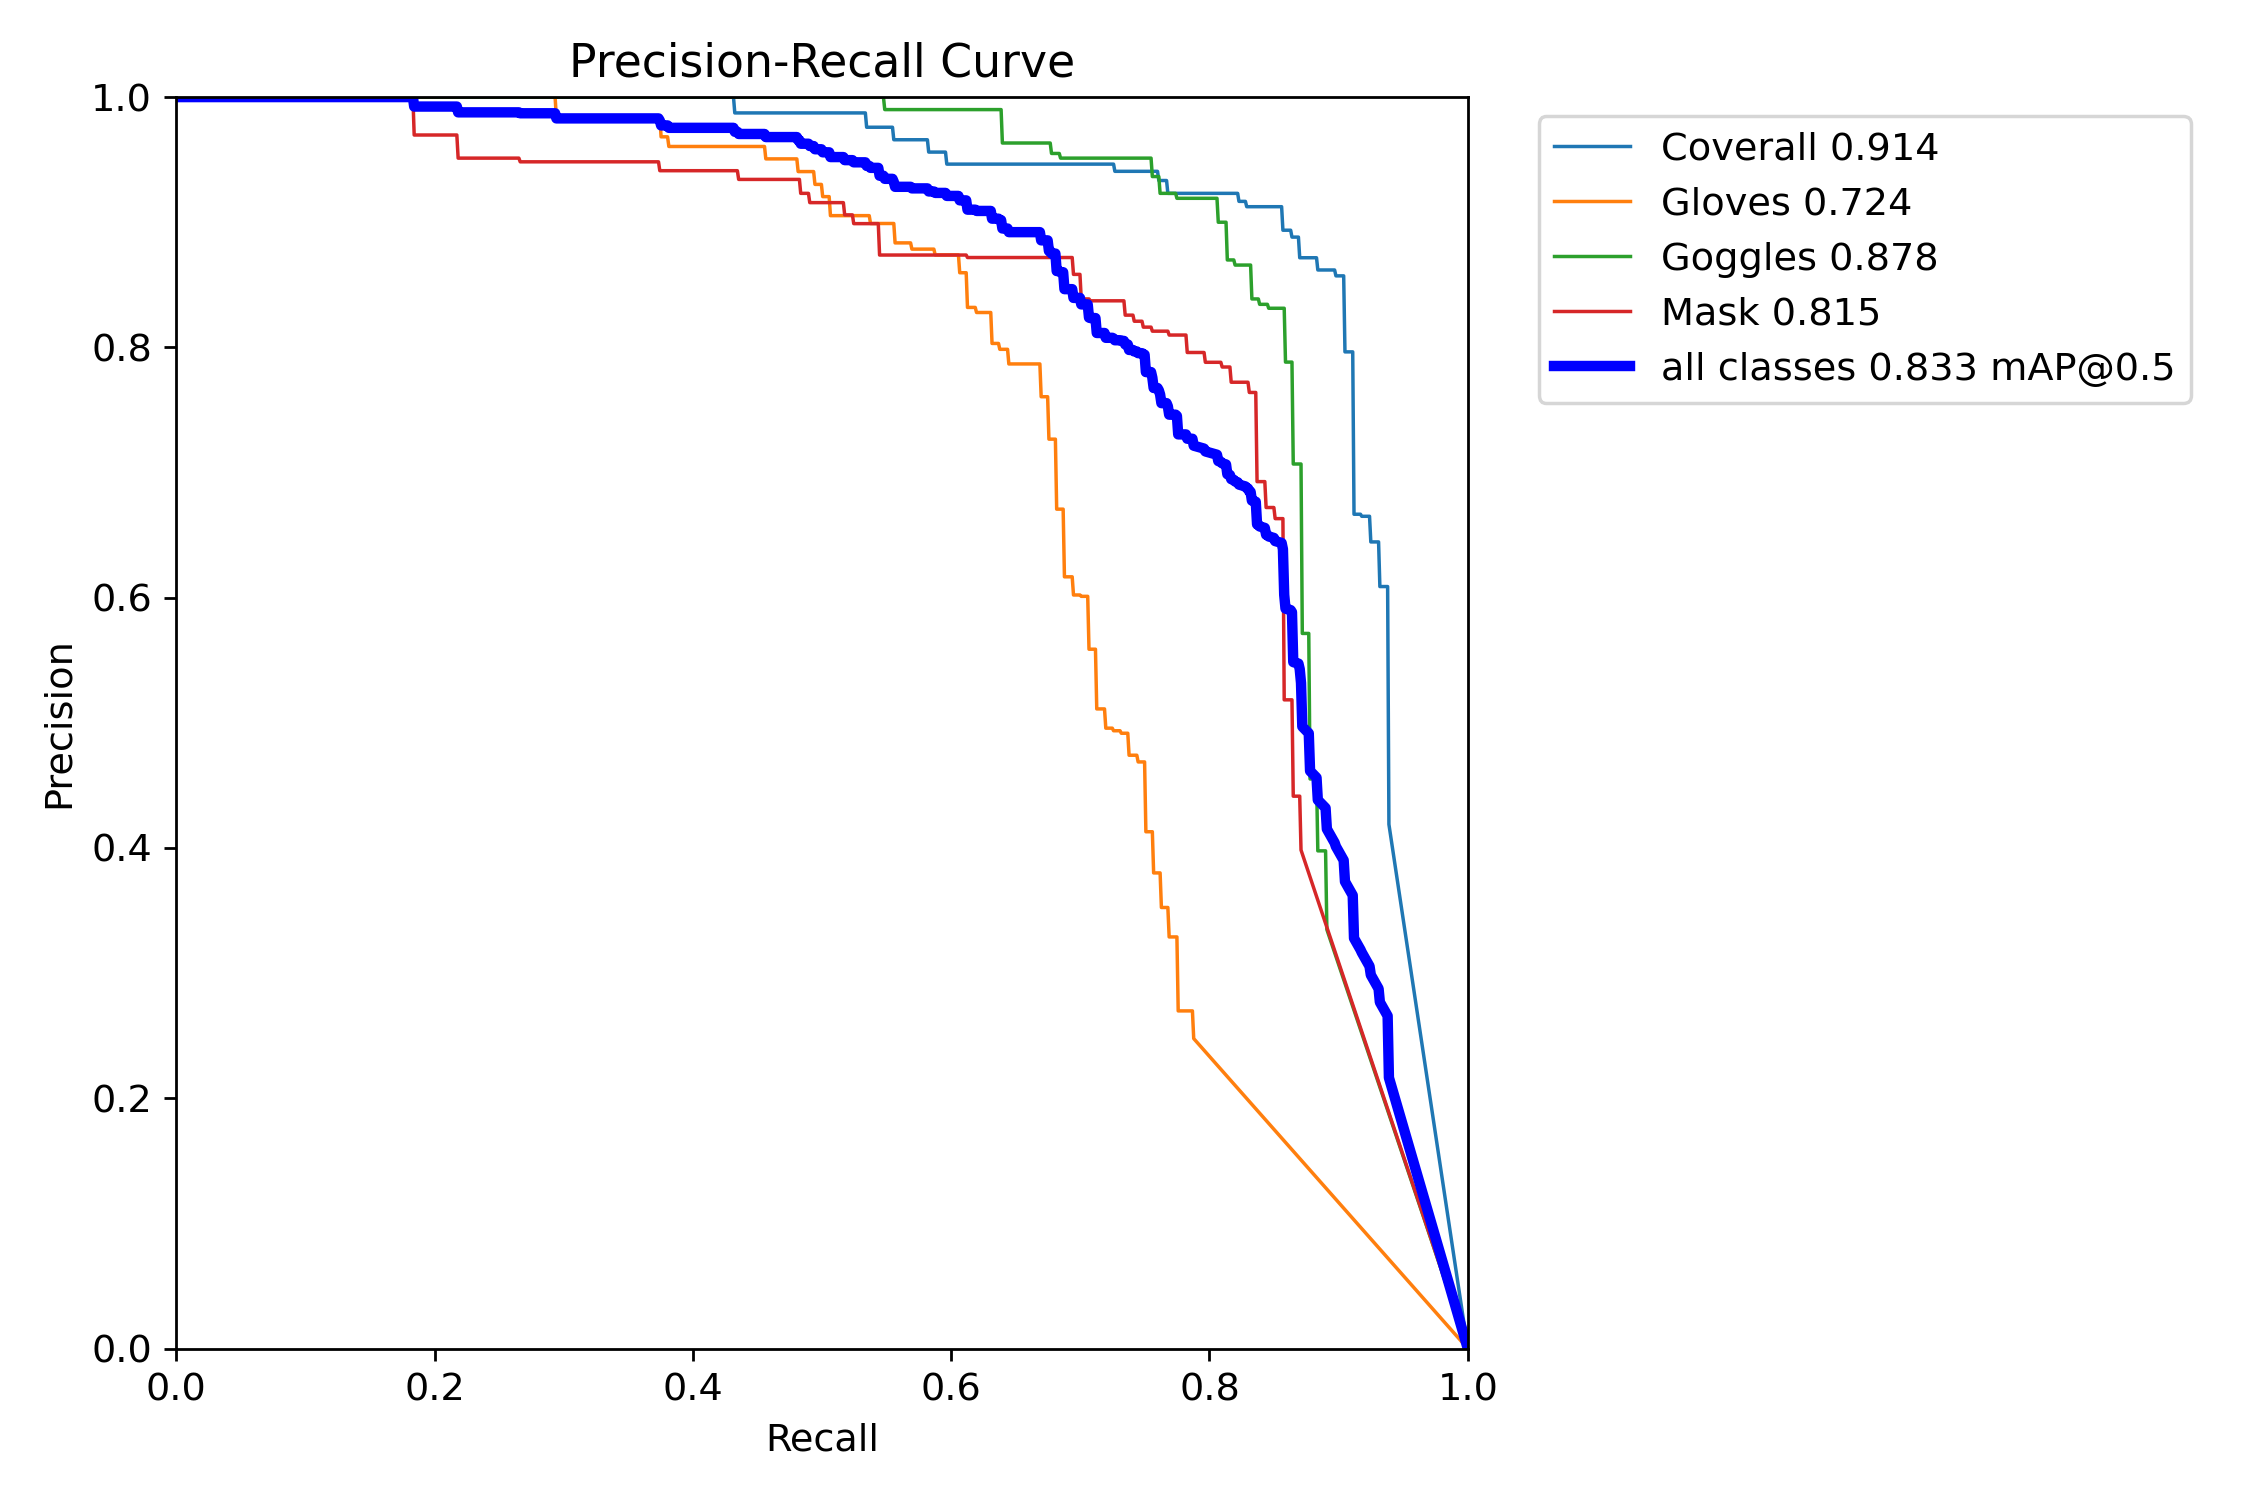 Precision-Recall Curve
1.0
0.8
0.6
0.4
0.2
0.0
Precision
0.0 0.2 0.4 0.6 0.8 1.0
Recall
Coverall 0.914
Gloves 0.724
Goggles 0.878
Mask 0.815
all classes 0.833 mAP@0.5